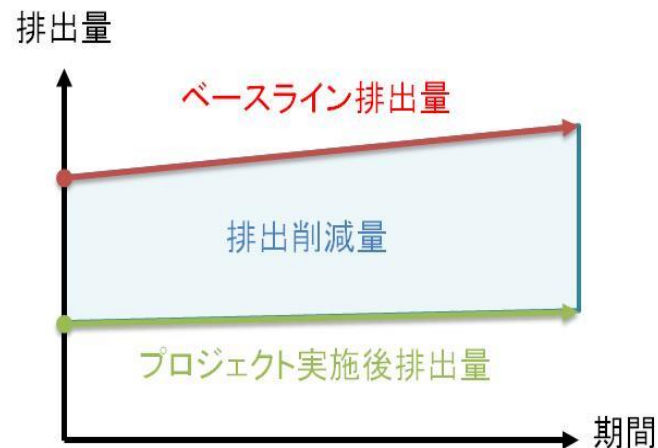 排出量
ベースライン排出量
排出削減量
プロジェクト実施後排出量
期間